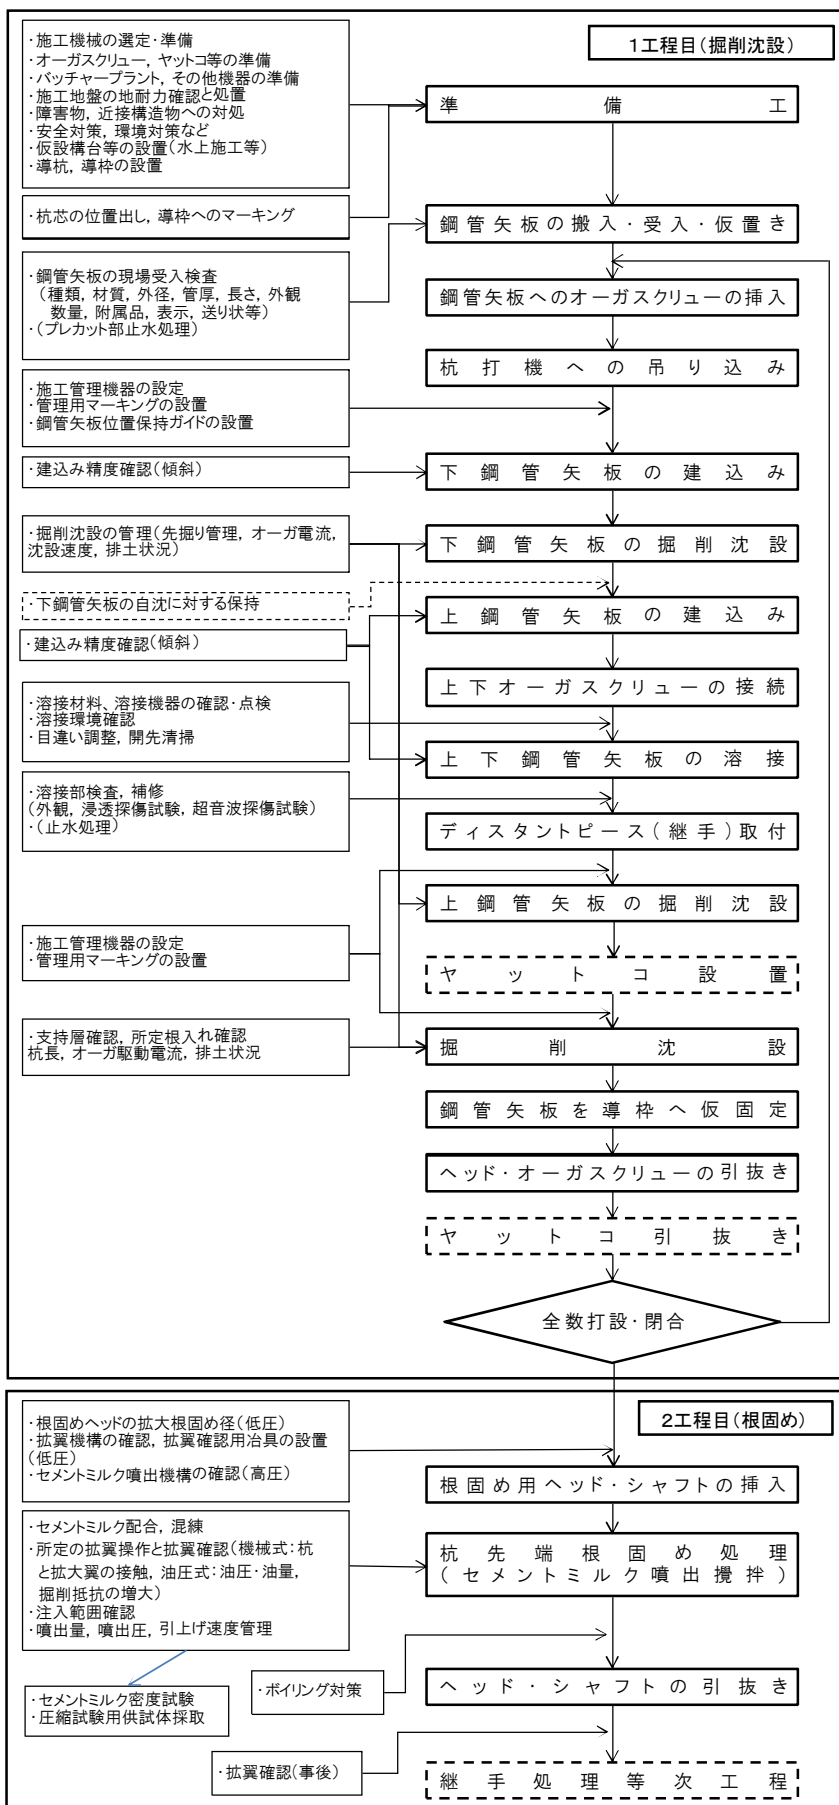 1工程目(掘削沈設)
･施工機械の選定･準備
･オーガスクリュー, ヤットコ等の準備
･バッチャープラント, その他機器の準備
･施工地盤の地耐力確認と処置
･障害物, 近接構造物への対処
･安全対策, 環境対策など
･仮設構台等の設置(水上施工等)
･導杭, 導枠の設置
準備工
･杭芯の位置出し, 導枠へのマーキング
鋼管矢板の搬入・受入・仮置き
･鋼管矢板の現場受入検査
(種類, 材質, 外径, 管厚, 長さ, 外観
数量, 附属品, 表示, 送り状等)
･(プレカット部止水処理)
鋼管矢板へのオーガスクリューの挿入
杭打機への吊り込み
･施工管理機器の設定
･管理用マーキングの設置
･鋼管矢板位置保持ガイドの設置
･建込み精度確認(傾斜)
下鋼管矢板の建込み
･掘削沈設の管理(先掘り管理, オーガ電流,
沈設速度, 排土状況)
下鋼管矢板の掘削沈設
･下鋼管矢板の自沈に対する保持
上鋼管矢板の建込み
･建込み精度確認(傾斜)
上下オーガスクリューの接続
･溶接材料、溶接機器の確認･点検
･溶接環境確認
･目違い調整, 開先清掃
上下鋼管矢板の溶接
･溶接部検査, 補修
(外観, 浸透探傷試験, 超音波探傷試験)
･(止水処理)
ディスタントピース(継手)取付
上鋼管矢板の掘削沈設
･施工管理機器の設定
･管理用マーキングの設置
ヤットコ設置
･支持層確認, 所定根入れ確認
杭長, オーガ駆動電流, 排土状況
掘削沈設
鋼管矢板を導枠へ仮固定
ヘッド・オーガスクリューの引抜き
ヤットコ引抜き
全数打設･閉合
2工程目(根固め)
･根固めヘッドの拡大根固め径(低圧)
･拡翼機構の確認, 拡翼確認用冶具の設置
(低圧)
･セメントミルク噴出機構の確認(高圧)
根固め用ヘッド・シャフトの挿入
･セメントミルク配合, 混練
･所定の拡翼操作と拡翼確認(機械式:杭
と拡大翼の接触, 油圧式:油圧･油量,
掘削抵抗の増大)
･注入範囲確認
･噴出量, 噴出圧, 引上げ速度管理
杭先端根固め処理
(セメントミルク噴出攪拌)
･セメントミルク密度試験
･圧縮試験用供試体採取
･ボイリング対策
ヘッド・シャフトの引抜き
･拡翼確認(事後)
継手処理等次工程